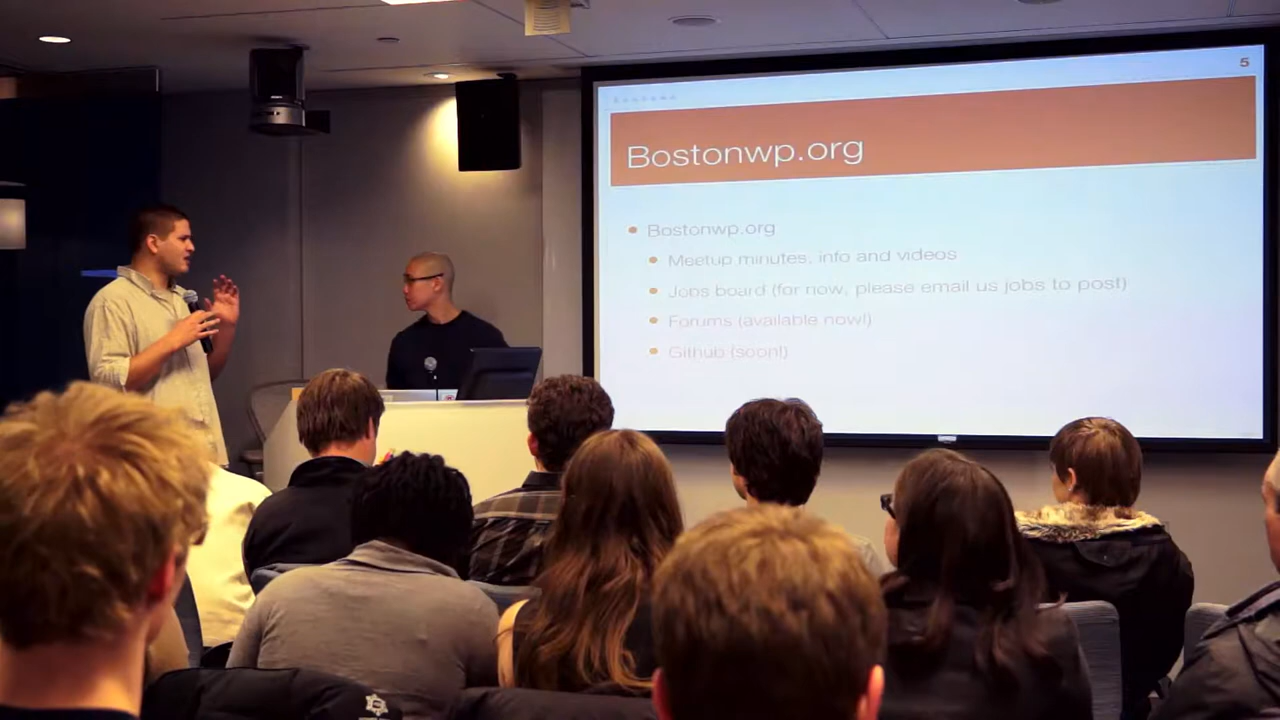 5
Bostonwp.org
Bostonwp.org
Meetup minutes, info and videos
Jobs board (for now, please email us jobs to post)
Forums (available now!)
Github (soon!)